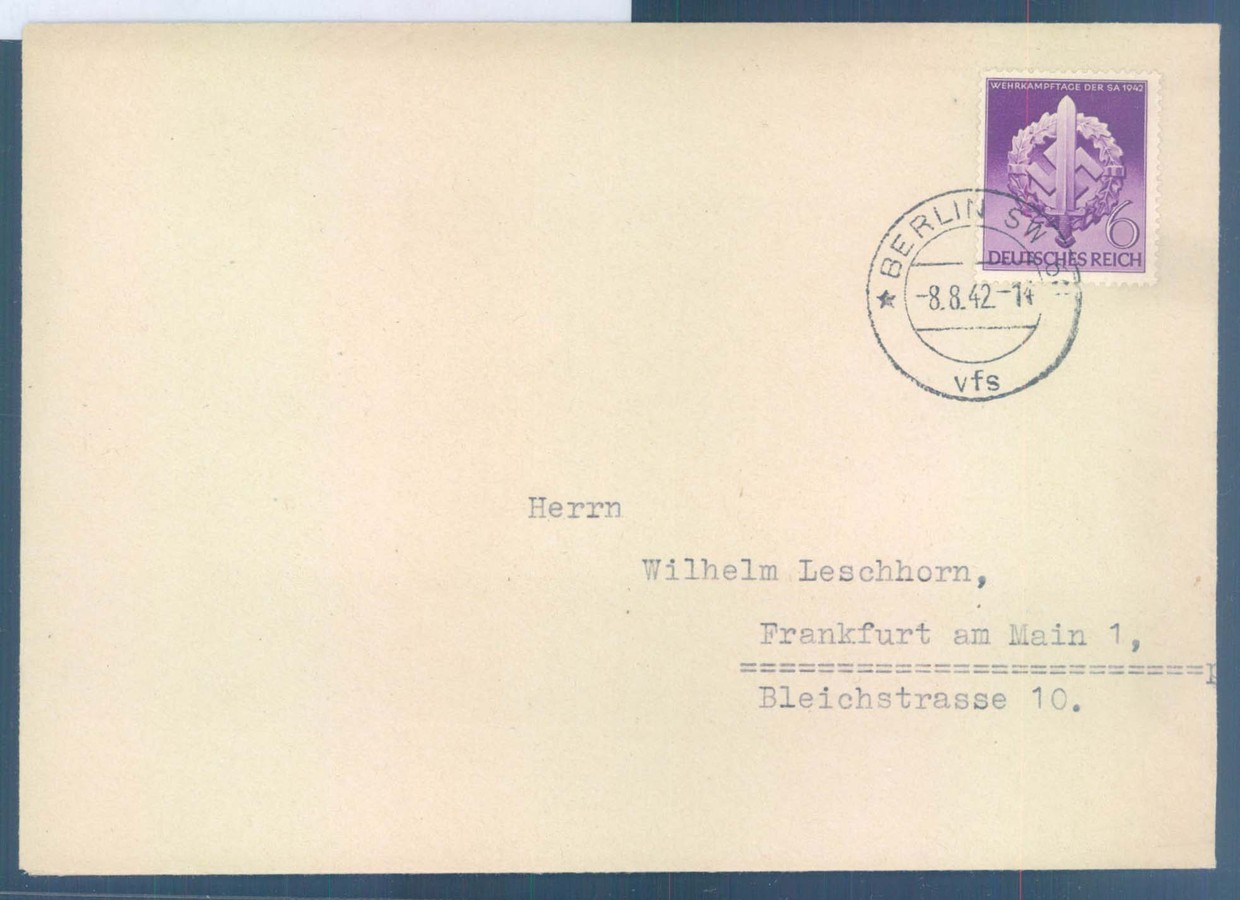 WEHRKAMPFTAGE DER SA 1942
6
DEUTSCHES REICH
BERLIN SW
-8.8.42.-14
vfs
Herrn
Wilhelm Leschhorn,
Frankfurt am Main 1,
========================
Bleichstrasse 10.